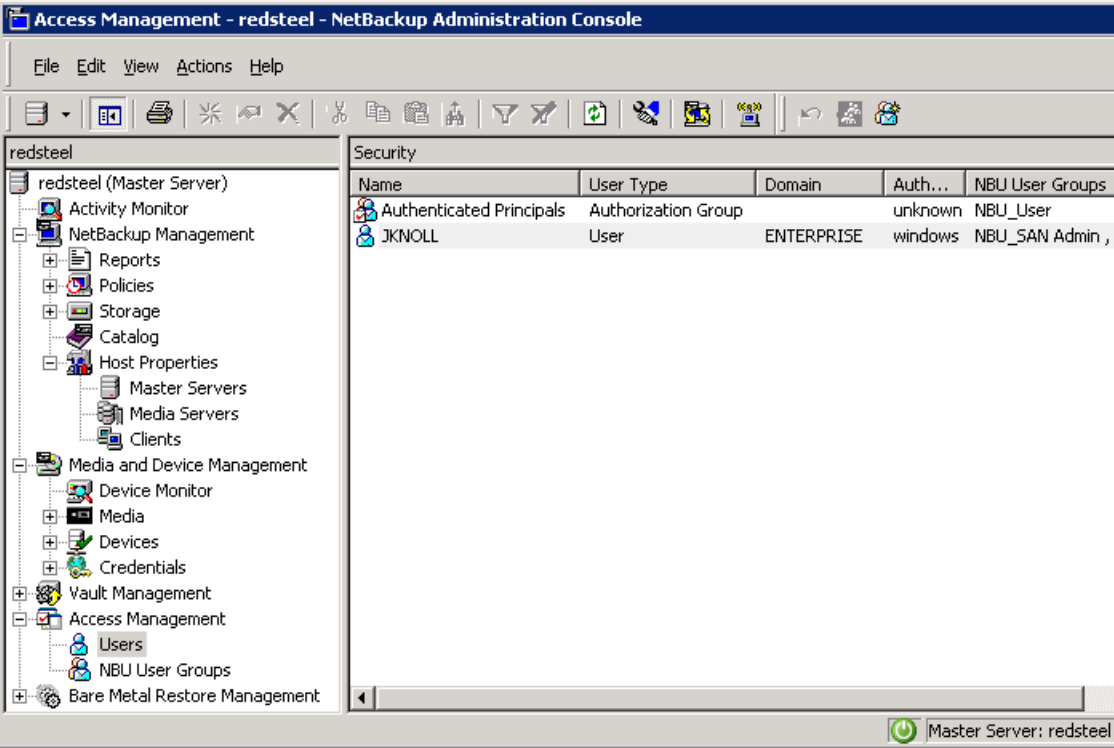 Access Management - redsteel - NetBackup Administration Console
File Edit View Actions Help
redsteel
Security
redsteel (Master Server)
Activity Monitor
NetBackup Management
Reports
Policies
Storage
Catalog
Host Properties
Master Servers
Media Servers
Clients
Media and Device Management
Device Monitor
Media
Devices
Credentials
Vault Management
Access Management
Users
NBU User Groups
Bare Metal Restore Management
Name User Type Domain Auth... NBU User Groups
Authenticated Principals Authorization Group unknown NBU_User
JKNOLL User ENTERPRISE windows NBU_SAN Admin ,
Master Server: redsteel